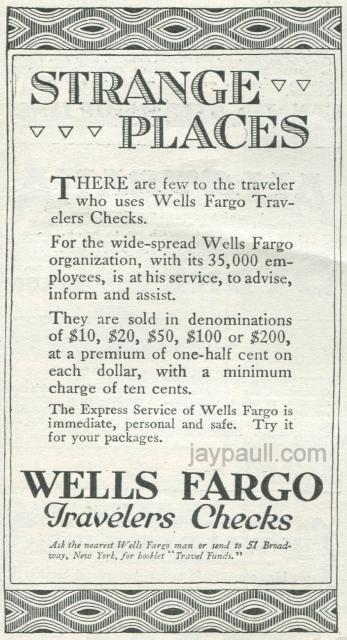 STRANGE
PLACES
THERE are few to the traveler
who uses Wells Fargo Trav-
elers Checks.
For the wide-spread Wells Fargo
organization, with its 35,000 em-
ployees, is at his service, to advise,
inform and assist.
They are sold in denominations
of $10, $20, $50, $100 or $200,
at a premium of one-half cent on
each dollar, with a minimum
charge of ten cents.
The Express Service of Wells Fargo is
immediate, personal and safe. Try it
for your packages.
jaypaull.com
WELLS FARGO
Travelers Checks
Ask the nearest Wells Fargo man or send to 51 Broad-
way, New York, for booklet "Travel Funds."